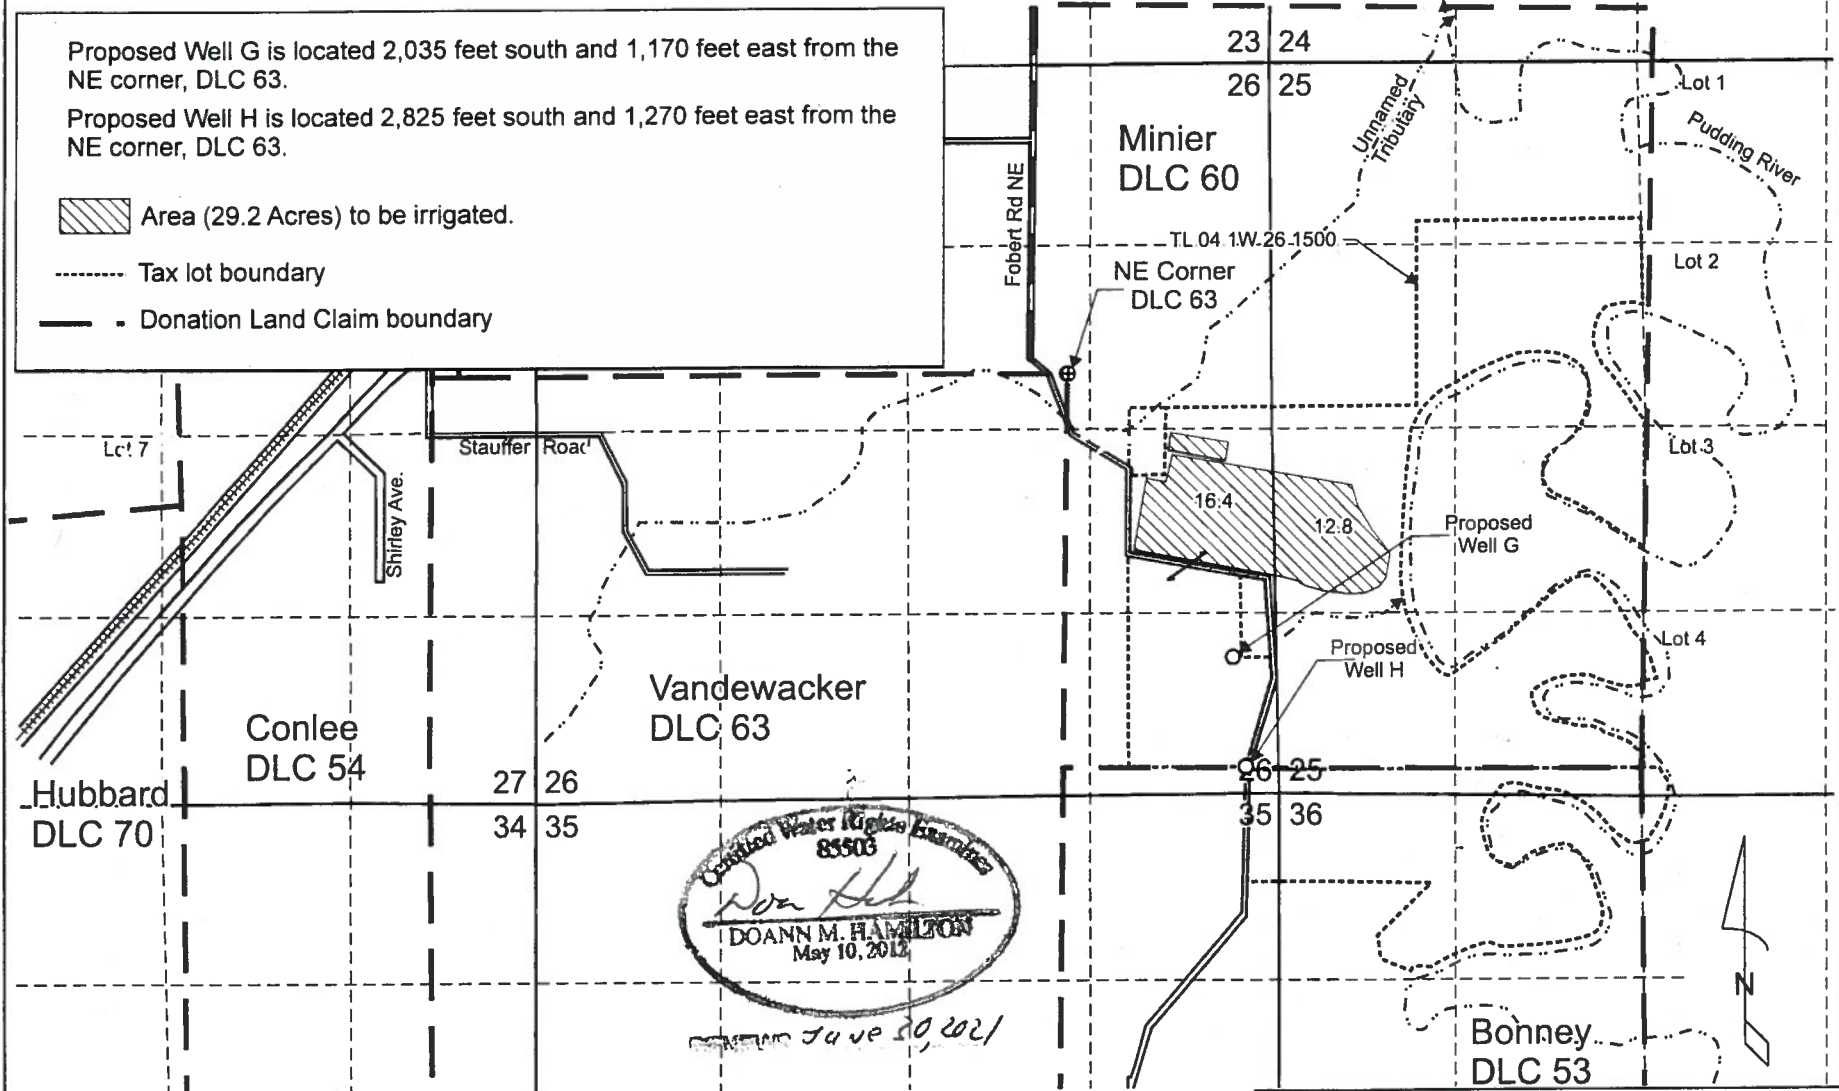 Proposed Well G is located 2,035 feet south and 1,170 feet east from the
NE corner, DLC 63.
Proposed Well H is located 2,825 feet south and 1,270 feet east from the
NE corner, DLC 63.
Area (29.2 Acres) to be irrigated.
Tax lot boundary
Donation Land Claim boundary
23 24
26 25
Lot 1
Pudding River
Unnamed
Tributary
Minier
DLC 60
Fobert Rd NE
TL 04 1W 26 1500
Lot 2
NE Corner
DLC 63
Lot 7
Stauffer Road
Shirley Ave.
Lot 3
16.4
12.8
Proposed
Well G
Proposed
Well H
Lot 4
Vandewacker
DLC 63
Conlee
DLC 54
Hubbard
DLC 70
27 26
34 35
26 25
35 36
Certified Water Rights Examiner
85503
DOANN M. HAMILTON
May 10, 2012
June 30, 2021
N
Bonney
DLC 53